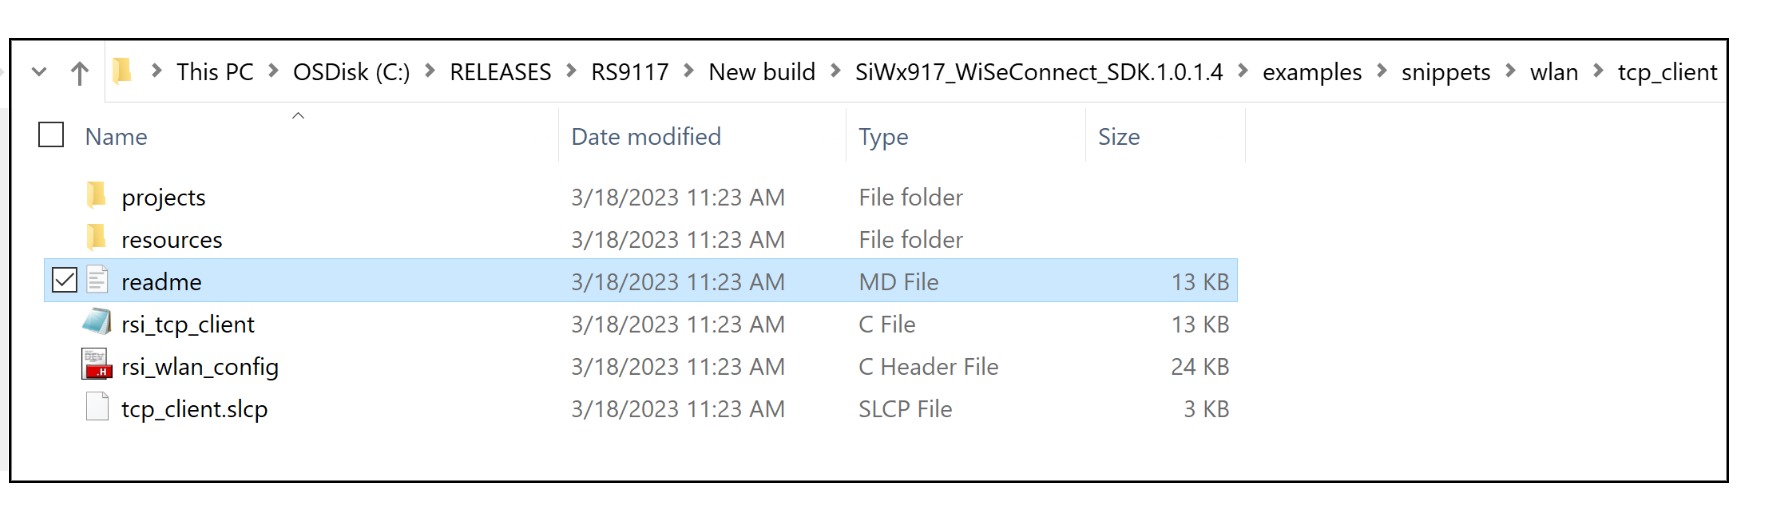 This PC > OSDisk (C:) > RELEASES > RS9117 > New build > SiWx917_WiSeConnect_SDK.1.0.1.4 > examples > snippets > wlan > tcp_client
Name Date modified Type Size
projects 3/18/2023 11:23 AM File folder
resources 3/18/2023 11:23 AM File folder
readme 3/18/2023 11:23 AM MD File 13 KB
rsi_tcp_client 3/18/2023 11:23 AM C File 13 KB
.H rsi_wlan_config 3/18/2023 11:23 AM C Header File 24 KB
tcp_client.slcp 3/18/2023 11:23 AM SLCP File 3 KB